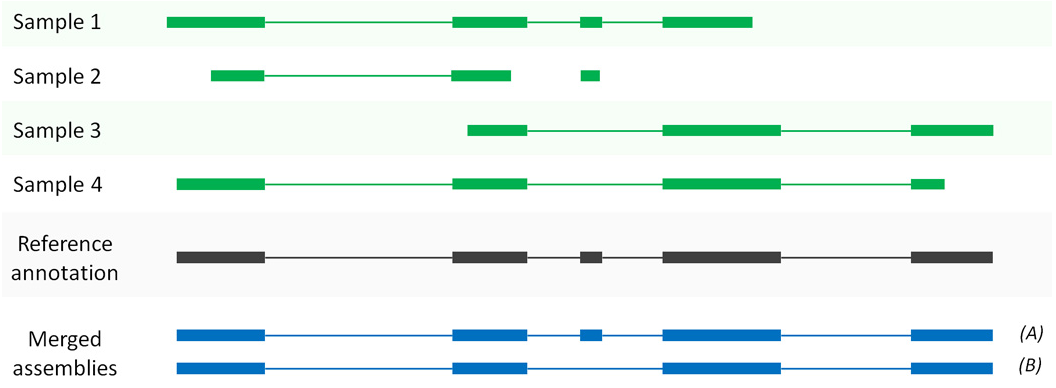 Sample 1
Sample 2
Sample 3
Sample 4
Reference
annotation
Merged
assemblies
(A)
(B)